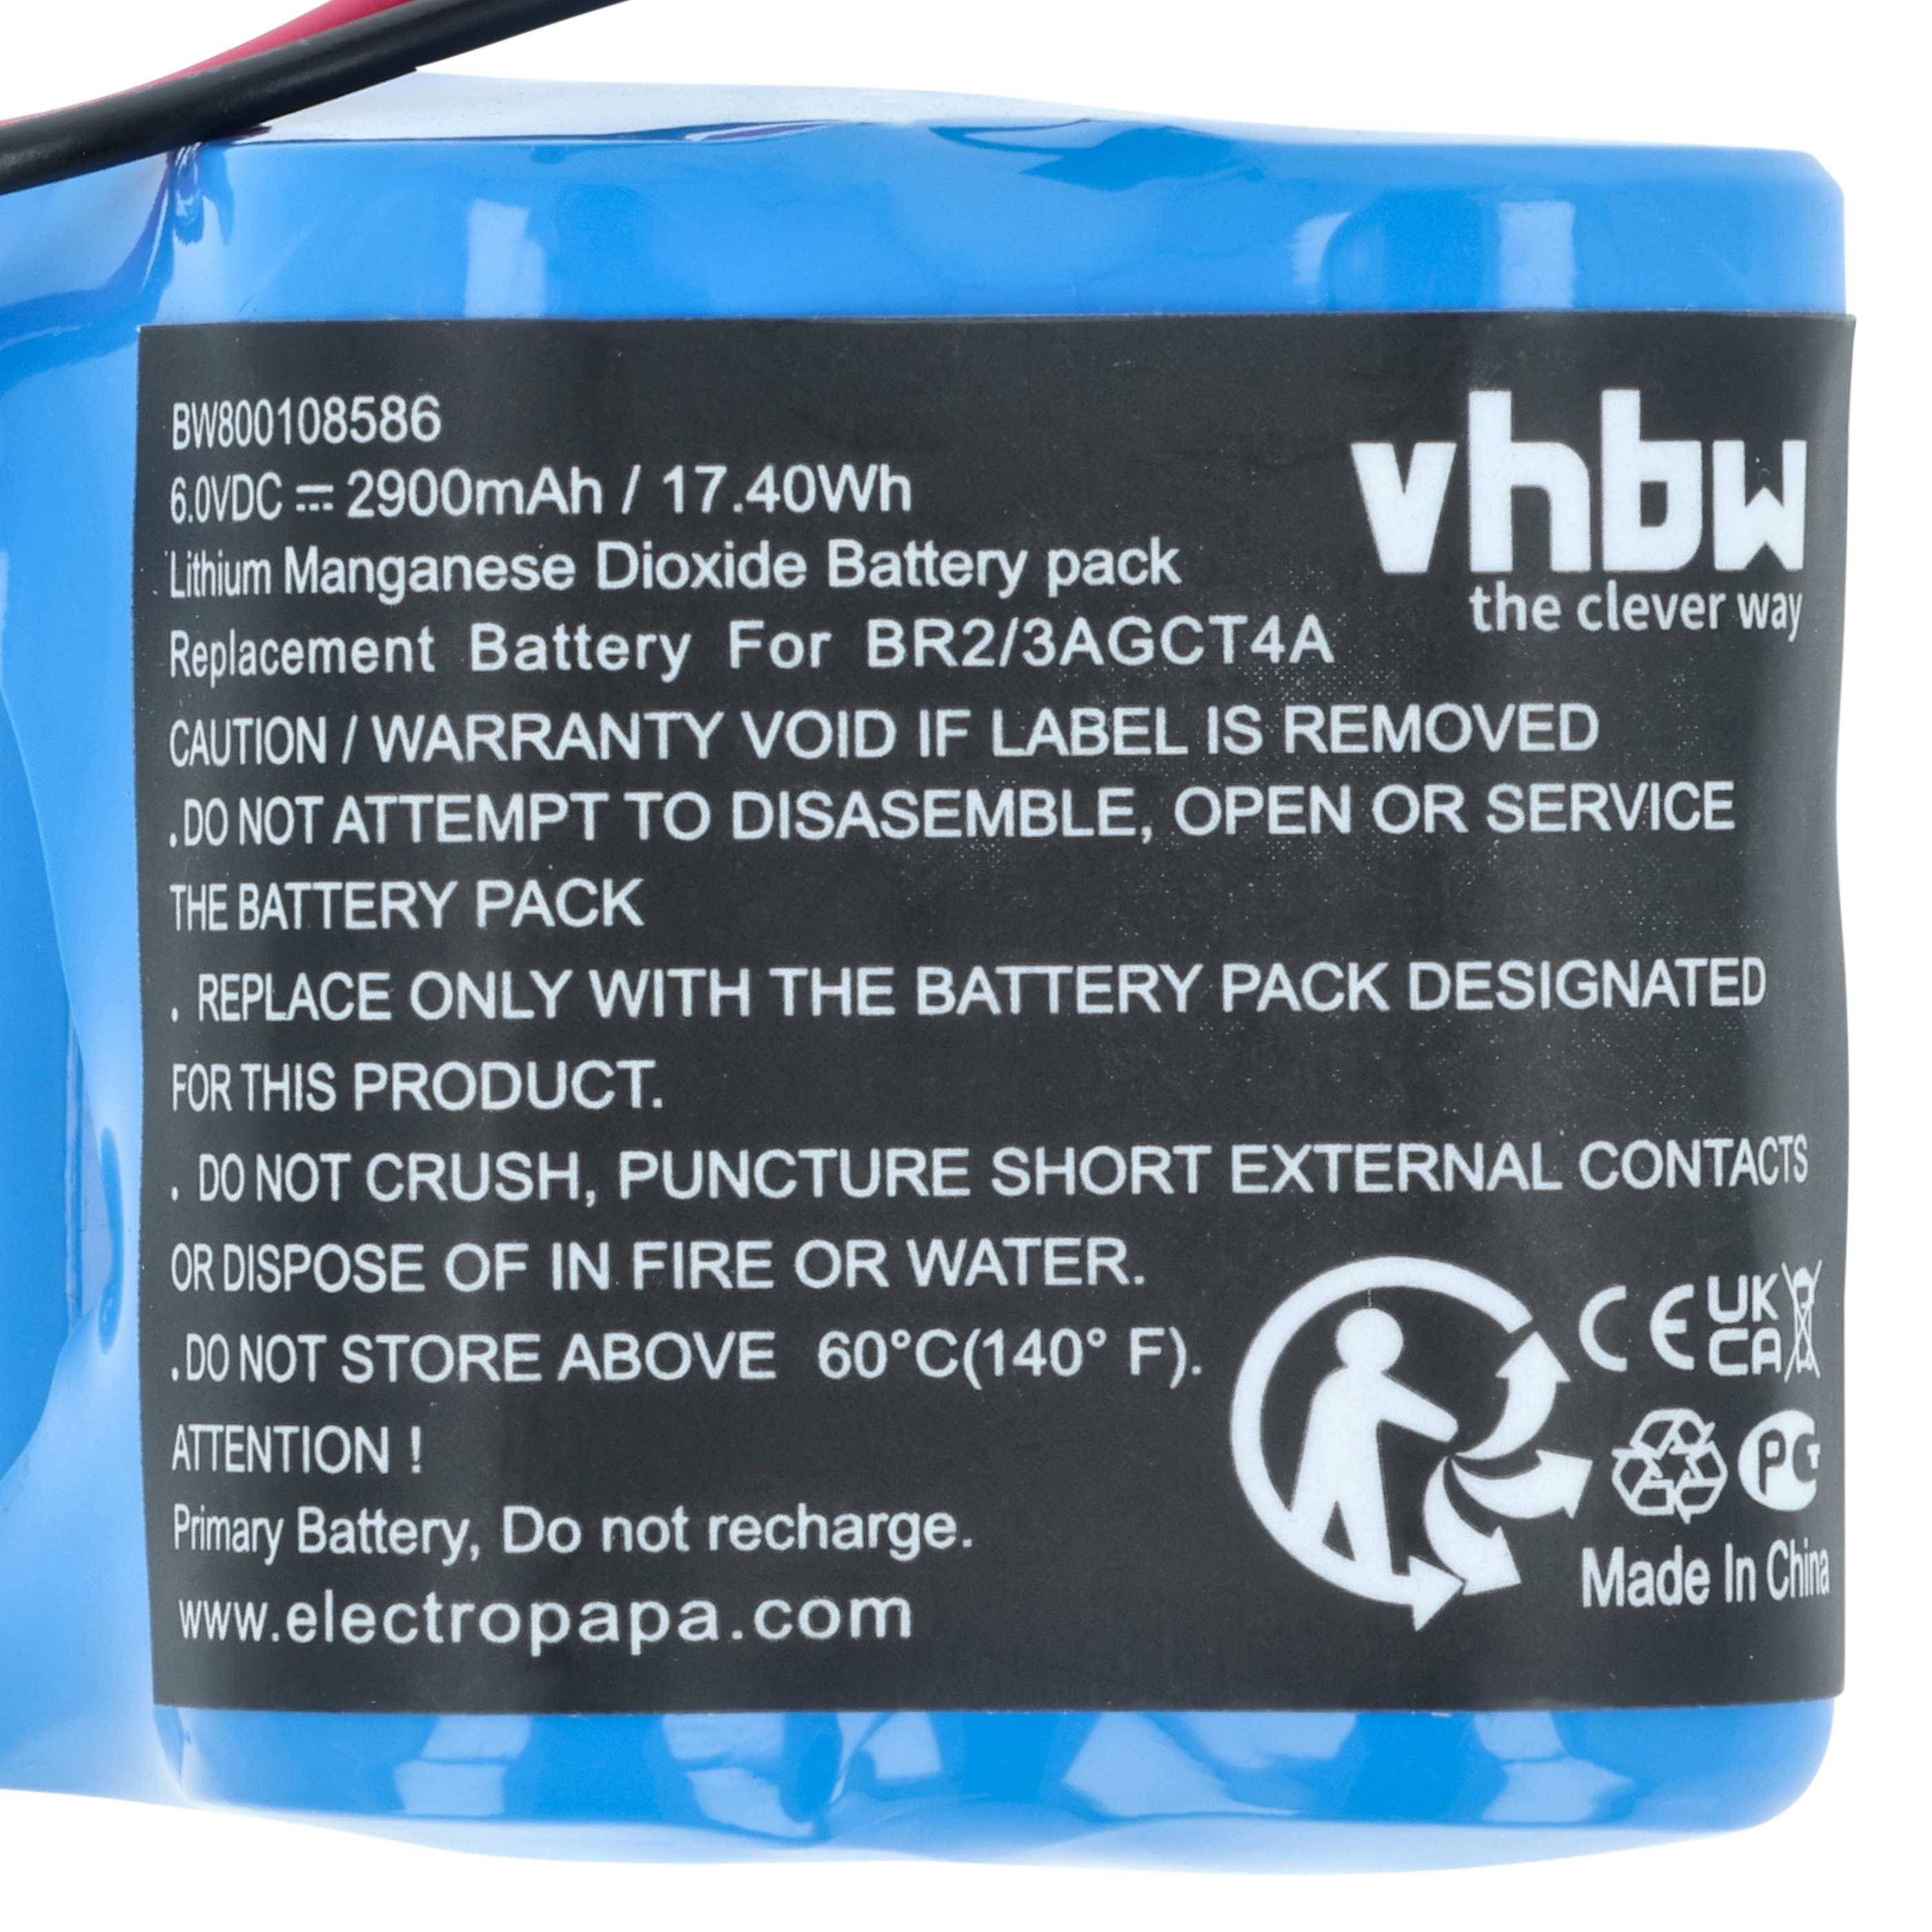 BW800108586
6.0VDC ⎓ 2900mAh / 17.40Wh
Lithium Manganese Dioxide Battery pack
Replacement Battery For BR2/3AGCT4A
vhbw
the clever way
CAUTION / WARRANTY VOID IF LABEL IS REMOVED
.DO NOT ATTEMPT TO DISASEMBLE, OPEN OR SERVICE
THE BATTERY PACK
. REPLACE ONLY WITH THE BATTERY PACK DESIGNATED
FOR THIS PRODUCT.
. DO NOT CRUSH, PUNCTURE SHORT EXTERNAL CONTACTS
OR DISPOSE OF IN FIRE OR WATER.
.DO NOT STORE ABOVE 60°C(140° F).
ATTENTION !
Primary Battery, Do not recharge.
www.electropapa.com
CE UK
CA
Made In China